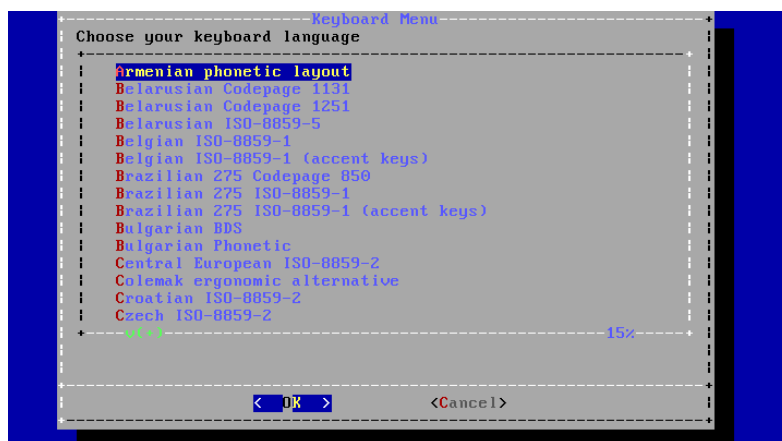 Keyboard Menu
Choose your keyboard language
Armenian phonetic layout
Belarusian Codepage 1131
Belarusian Codepage 1251
Belarusian ISO-8859-5
Belgian ISO-8859-1
Belgian ISO-8859-1 (accent keys)
Brazilian 275 Codepage 850
Brazilian 275 ISO-8859-1
Brazilian 275 ISO-8859-1 (accent keys)
Bulgarian BDS
Bulgarian Phonetic
Central European ISO-8859-2
Colemak ergonomic alternative
Croatian ISO-8859-2
Czech ISO-8859-2
v(+) 15%
< OK > <Cancel>